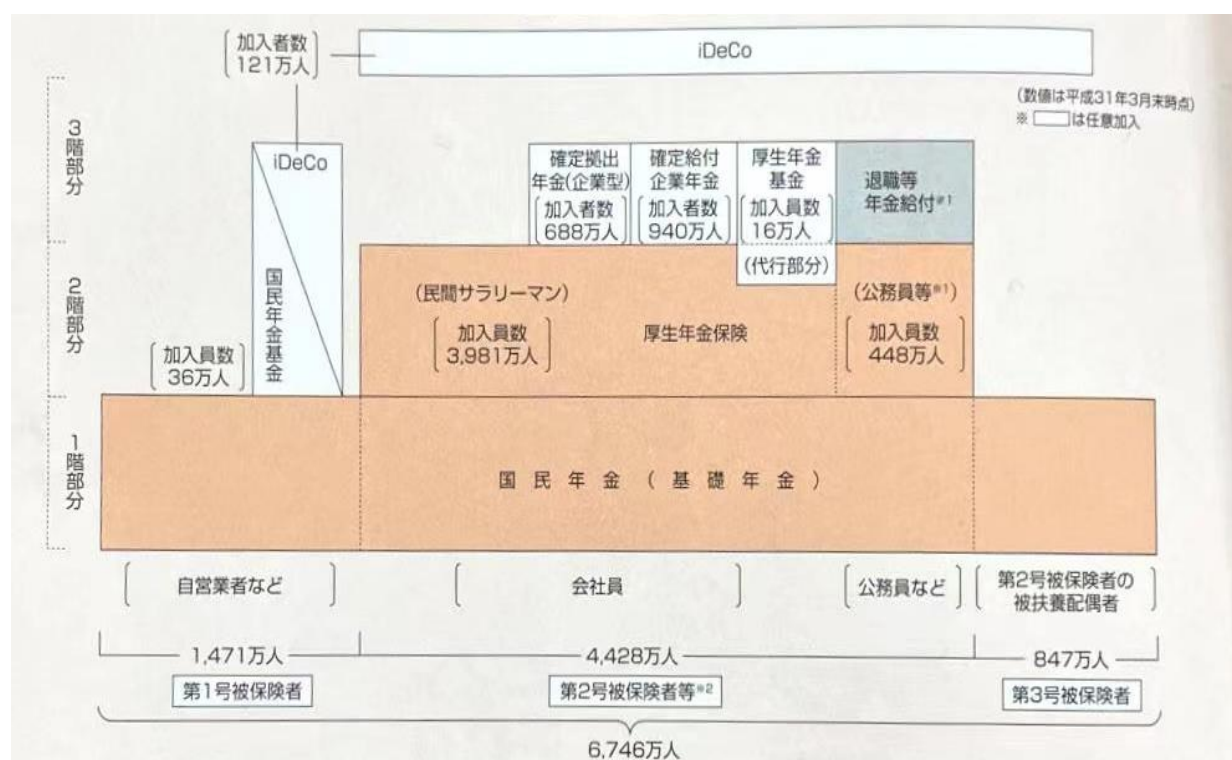 加入者数
121万人
iDeCo
(数値は平成31年3月末時点)
※ は任意加入
3階部分
iDeCo
国民年金基金
確定拠出
年金(企業型)
加入者数
688万人
確定給付
企業年金
加入者数
940万人
厚生年金
基金
加入員数
16万人
(代行部分)
退職等
年金給付※1
2階部分
加入員数
36万人
(民間サラリーマン)
加入員数
3,981万人
厚生年金保険
(公務員等※1)
加入員数
448万人
1階部分
国民年金(基礎年金)
自営業者など
会社員
公務員など
第2号被保険者の
被扶養配偶者
1,471万人
4,428万人
847万人
第1号被保険者
第2号被保険者等※2
第3号被保険者
6,746万人